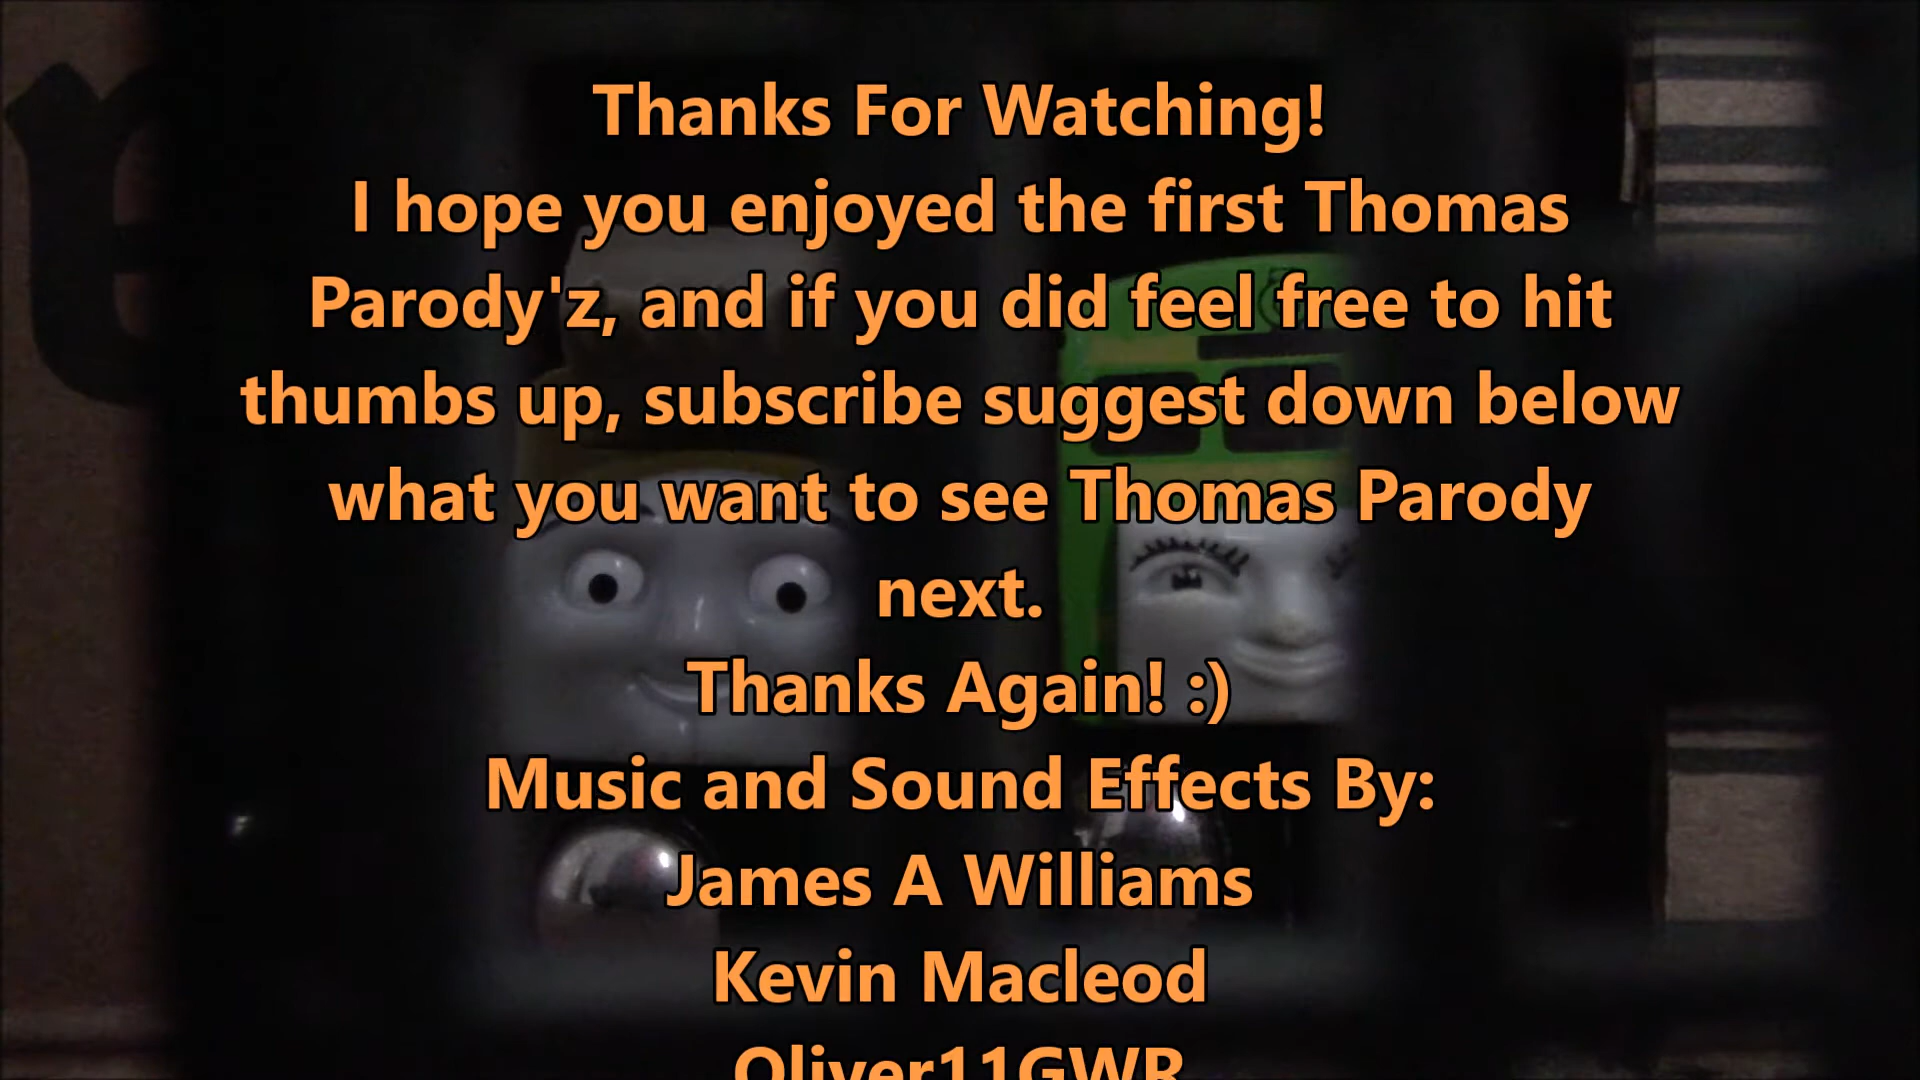 Thanks For Watching!
I hope you enjoyed the first Thomas
Parody'z, and if you did feel free to hit
thumbs up, subscribe suggest down below
what you want to see Thomas Parody
next.
Thanks Again! :)
Music and Sound Effects By:
James A Williams
Kevin Macleod
Oliver11GWR